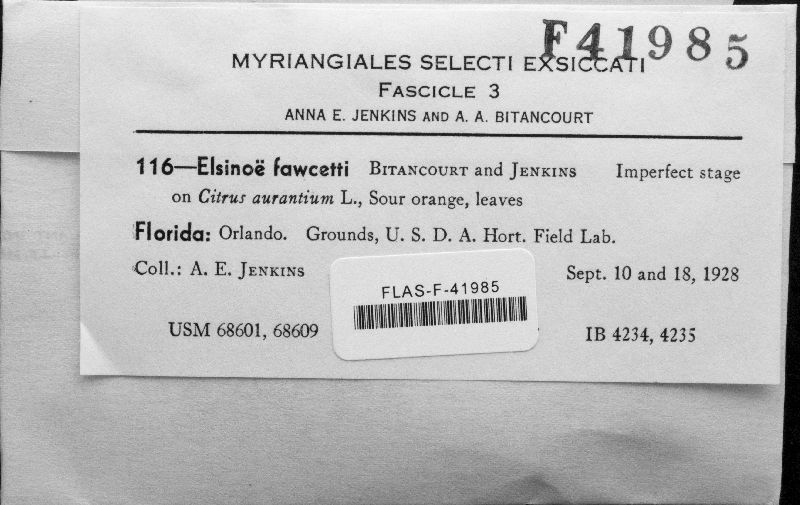 F41985
MYRIANGIALES SELECTI EXSICCATI
FASCICLE 3
ANNA E. JENKINS AND A. A. BITANCOURT
116—Elsinoë fawcetti BITANCOURT and JENKINS Imperfect stage
on Citrus aurantium L., Sour orange, leaves
Florida: Orlando. Grounds, U. S. D. A. Hort. Field Lab.
Coll.: A. E. JENKINS Sept. 10 and 18, 1928
FLAS-F-41985
USM 68601, 68609 IB 4234, 4235